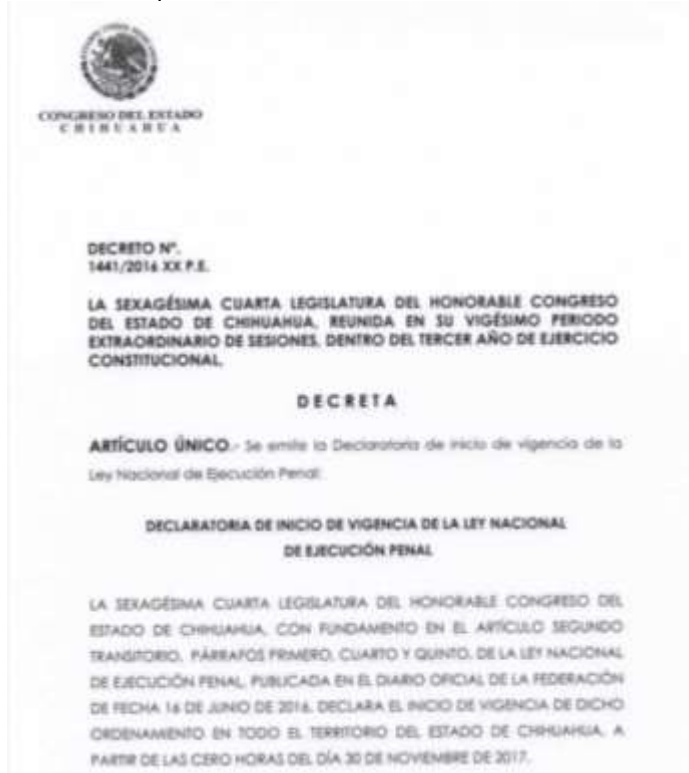 CONGRESO DEL ESTADO
CHIHUAHUA
DECRETO Nº.
1441/2016 XX P.E.
LA SEXAGÉSIMA CUARTA LEGISLATURA DEL HONORABLE CONGRESO
DEL ESTADO DE CHIHUAHUA, REUNIDA EN SU VIGÉSIMO PERIODO
EXTRAORDINARIO DE SESIONES, DENTRO DEL TERCER AÑO DE EJERCICIO
CONSTITUCIONAL,
DECRETA
ARTÍCULO ÚNICO.- Se emite la Declaratoria de inicio de vigencia de la
Ley Nacional de Ejecución Penal:
DECLARATORIA DE INICIO DE VIGENCIA DE LA LEY NACIONAL
DE EJECUCIÓN PENAL
LA SEXAGÉSIMA CUARTA LEGISLATURA DEL HONORABLE CONGRESO DEL
ESTADO DE CHIHUAHUA, CON FUNDAMENTO EN EL ARTÍCULO SEGUNDO
TRANSITORIO, PÁRRAFOS PRIMERO, CUARTO Y QUINTO, DE LA LEY NACIONAL
DE EJECUCIÓN PENAL, PUBLICADA EN EL DIARIO OFICIAL DE LA FEDERACIÓN
DE FECHA 16 DE JUNIO DE 2016, DECLARA EL INICIO DE VIGENCIA DE DICHO
ORDENAMIENTO EN TODO EL TERRITORIO DEL ESTADO DE CHIHUAHUA, A
PARTIR DE LAS CERO HORAS DEL DÍA 30 DE NOVIEMBRE DE 2017.